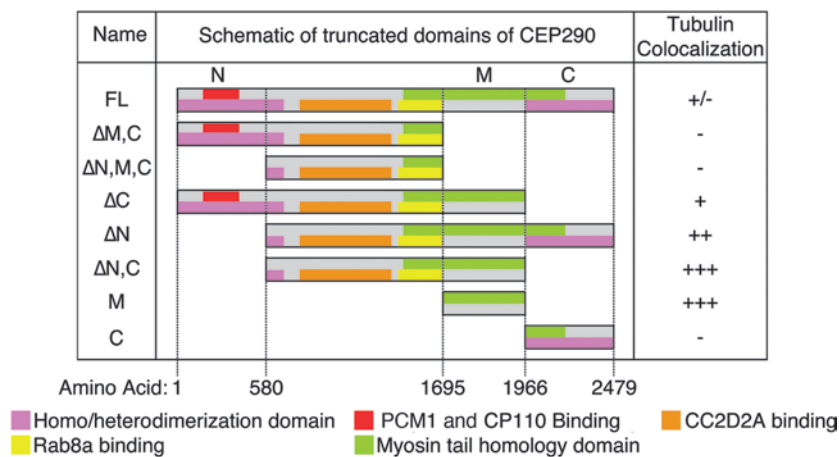 Name Schematic of truncated domains of CEP290 Tubulin Colocalization
N M C
FL +/-
ΔM,C -
ΔN,M,C -
ΔC +
ΔN ++
ΔN,C +++
M +++
C -
Amino Acid: 1 580 1695 1966 2479
Homo/heterodimerization domain PCM1 and CP110 Binding CC2D2A binding
Rab8a binding Myosin tail homology domain